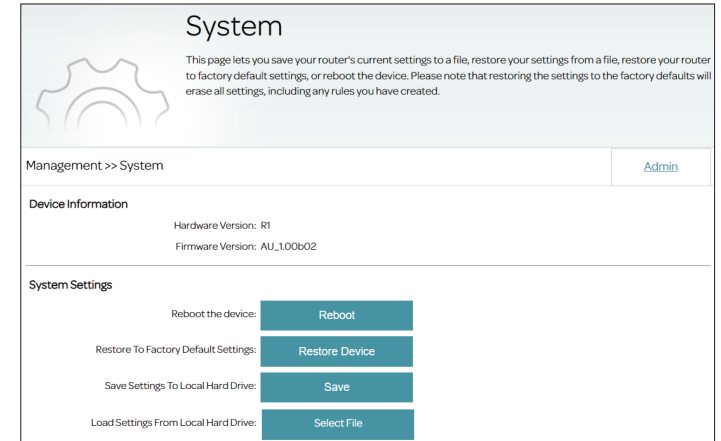 System
This page lets you save your router's current settings to a file, restore your settings from a file, restore your router
to factory default settings, or reboot the device. Please note that restoring the settings to the factory defaults will
erase all settings, including any rules you have created.
Management >> System
Admin
Device Information
Hardware Version: R1
Firmware Version: AU_1.00b02
System Settings
Reboot the device: Reboot
Restore To Factory Default Settings: Restore Device
Save Settings To Local Hard Drive: Save
Load Settings From Local Hard Drive: Select File